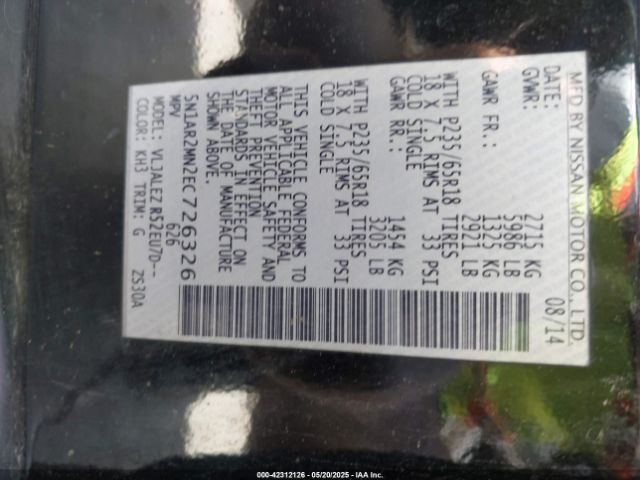 MFD BY NISSAN MOTOR CO., LTD.
DATE: 08/14
GVWR: 2715 KG
5986 LB
GAWR FR.: 1325 KG
2921 LB
WITH P235/65R18 TIRES
18 X 7.5 RIMS AT 33 PSI
COLD SINGLE
GAWR RR.: 1454 KG
3205 LB
WITH P235/65R18 TIRES
18 X 7.5 RIMS AT 33 PSI
COLD SINGLE
THIS VEHICLE CONFORMS TO
ALL APPLICABLE FEDERAL
MOTOR VEHICLE SAFETY AND
THEFT PREVENTION
STANDARDS IN EFFECT ON
THE DATE OF MANUFACTURE
SHOWN ABOVE.
5N1AR2MN2EC726326
MPV 626
VLJALEZ R52EU7D--
COLOR: KH3 TRIM: G 2S30A
000-42312126 - 05/20/2025 - IAA Inc.